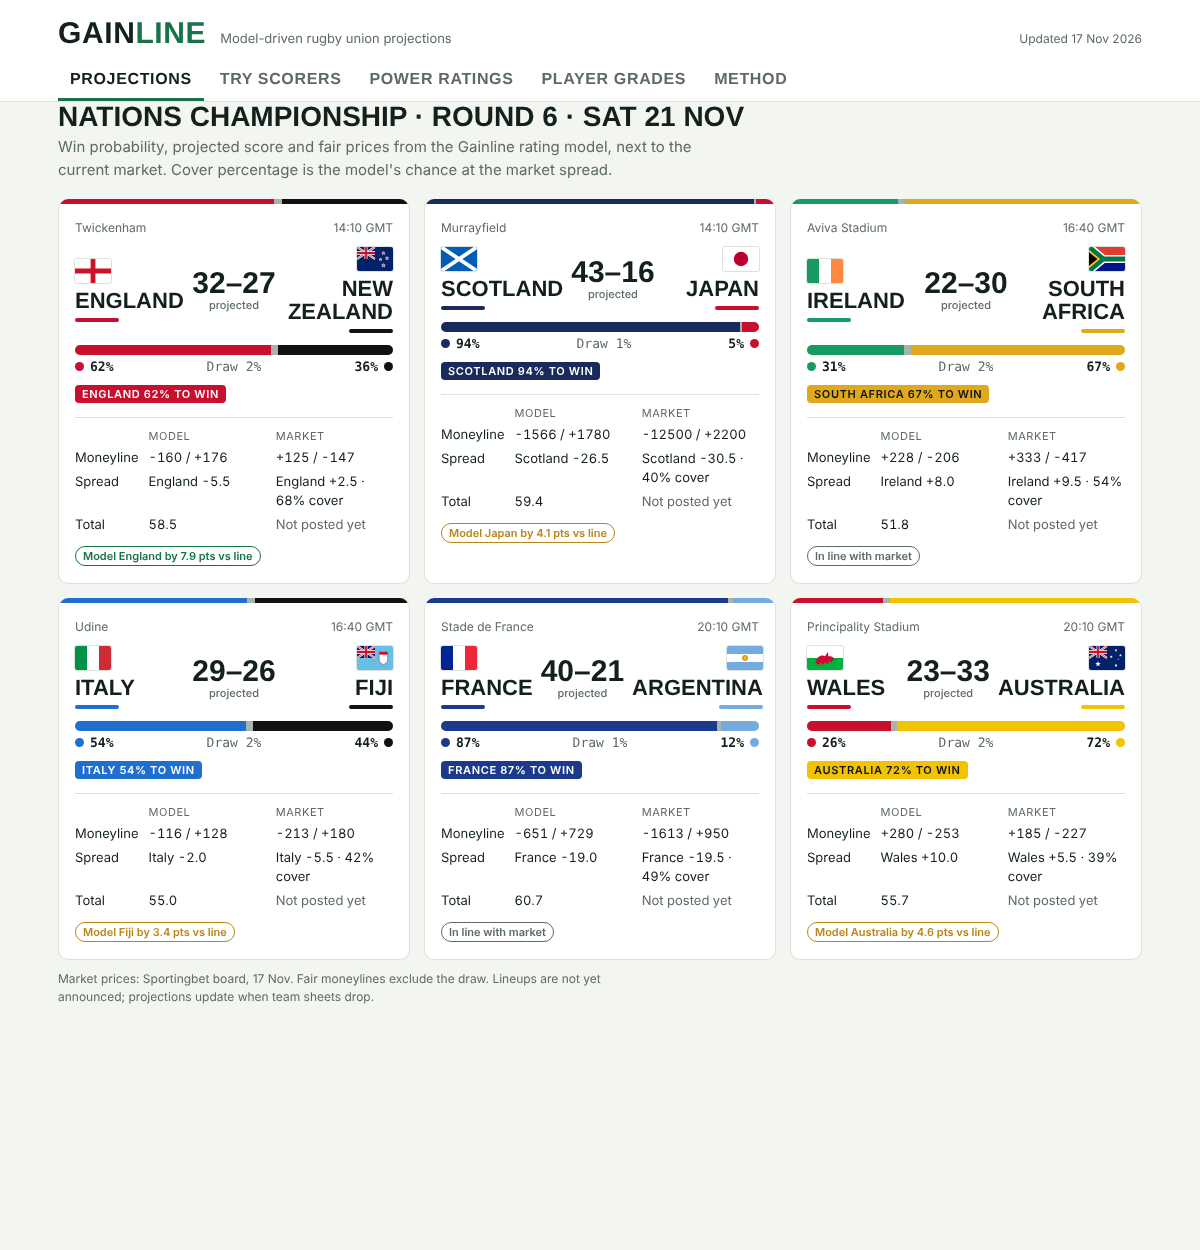 GAINLINE Model-driven rugby union projections Updated 17 Nov 2026
PROJECTIONS TRY SCORERS POWER RATINGS PLAYER GRADES METHOD
NATIONS CHAMPIONSHIP · ROUND 6 · SAT 21 NOV
Win probability, projected score and fair prices from the Gainline rating model, next to the
current market. Cover percentage is the model's chance at the market spread.
Twickenham 14:10 GMT
ENGLAND
32–27
projected
NEW
ZEALAND
62% Draw 2% 36%
ENGLAND 62% TO WIN
MODEL MARKET
Moneyline -160 / +176 +125 / -147
Spread England -5.5 England +2.5 ·
68% cover
Total 58.5 Not posted yet
Model England by 7.9 pts vs line
Murrayfield 14:10 GMT
SCOTLAND
43–16
projected
JAPAN
94% Draw 1% 5%
SCOTLAND 94% TO WIN
MODEL MARKET
Moneyline -1566 / +1780 -12500 / +2200
Spread Scotland -26.5 Scotland -30.5 ·
40% cover
Total 59.4 Not posted yet
Model Japan by 4.1 pts vs line
Aviva Stadium 16:40 GMT
IRELAND
22–30
projected
SOUTH
AFRICA
31% Draw 2% 67%
SOUTH AFRICA 67% TO WIN
MODEL MARKET
Moneyline +228 / -206 +333 / -417
Spread Ireland +8.0 Ireland +9.5 · 54%
cover
Total 51.8 Not posted yet
In line with market
Udine 16:40 GMT
ITALY
29–26
projected
FIJI
54% Draw 2% 44%
ITALY 54% TO WIN
MODEL MARKET
Moneyline -116 / +128 -213 / +180
Spread Italy -2.0 Italy -5.5 · 42%
cover
Total 55.0 Not posted yet
Model Fiji by 3.4 pts vs line
Stade de France 20:10 GMT
FRANCE
40–21
projected
ARGENTINA
87% Draw 1% 12%
FRANCE 87% TO WIN
MODEL MARKET
Moneyline -651 / +729 -1613 / +950
Spread France -19.0 France -19.5 ·
49% cover
Total 60.7 Not posted yet
In line with market
Principality Stadium 20:10 GMT
WALES
23–33
projected
AUSTRALIA
26% Draw 2% 72%
AUSTRALIA 72% TO WIN
MODEL MARKET
Moneyline +280 / -253 +185 / -227
Spread Wales +10.0 Wales +5.5 · 39%
cover
Total 55.7 Not posted yet
Model Australia by 4.6 pts vs line
Market prices: Sportingbet board, 17 Nov. Fair moneylines exclude the draw. Lineups are not yet
announced; projections update when team sheets drop.